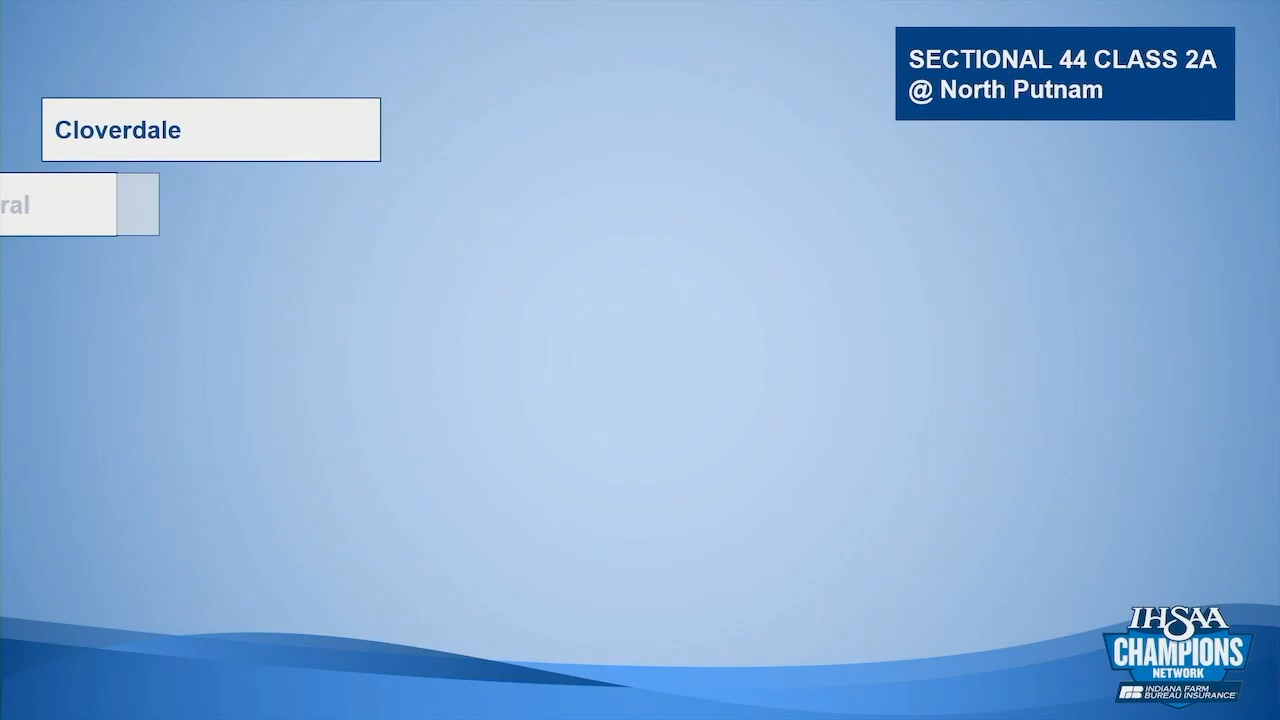 SECTIONAL 44 CLASS 2A
@ North Putnam
Cloverdale
ral
IHSAA
CHAMPIONS
NETWORK
INDIANA FARM
BUREAU INSURANCE